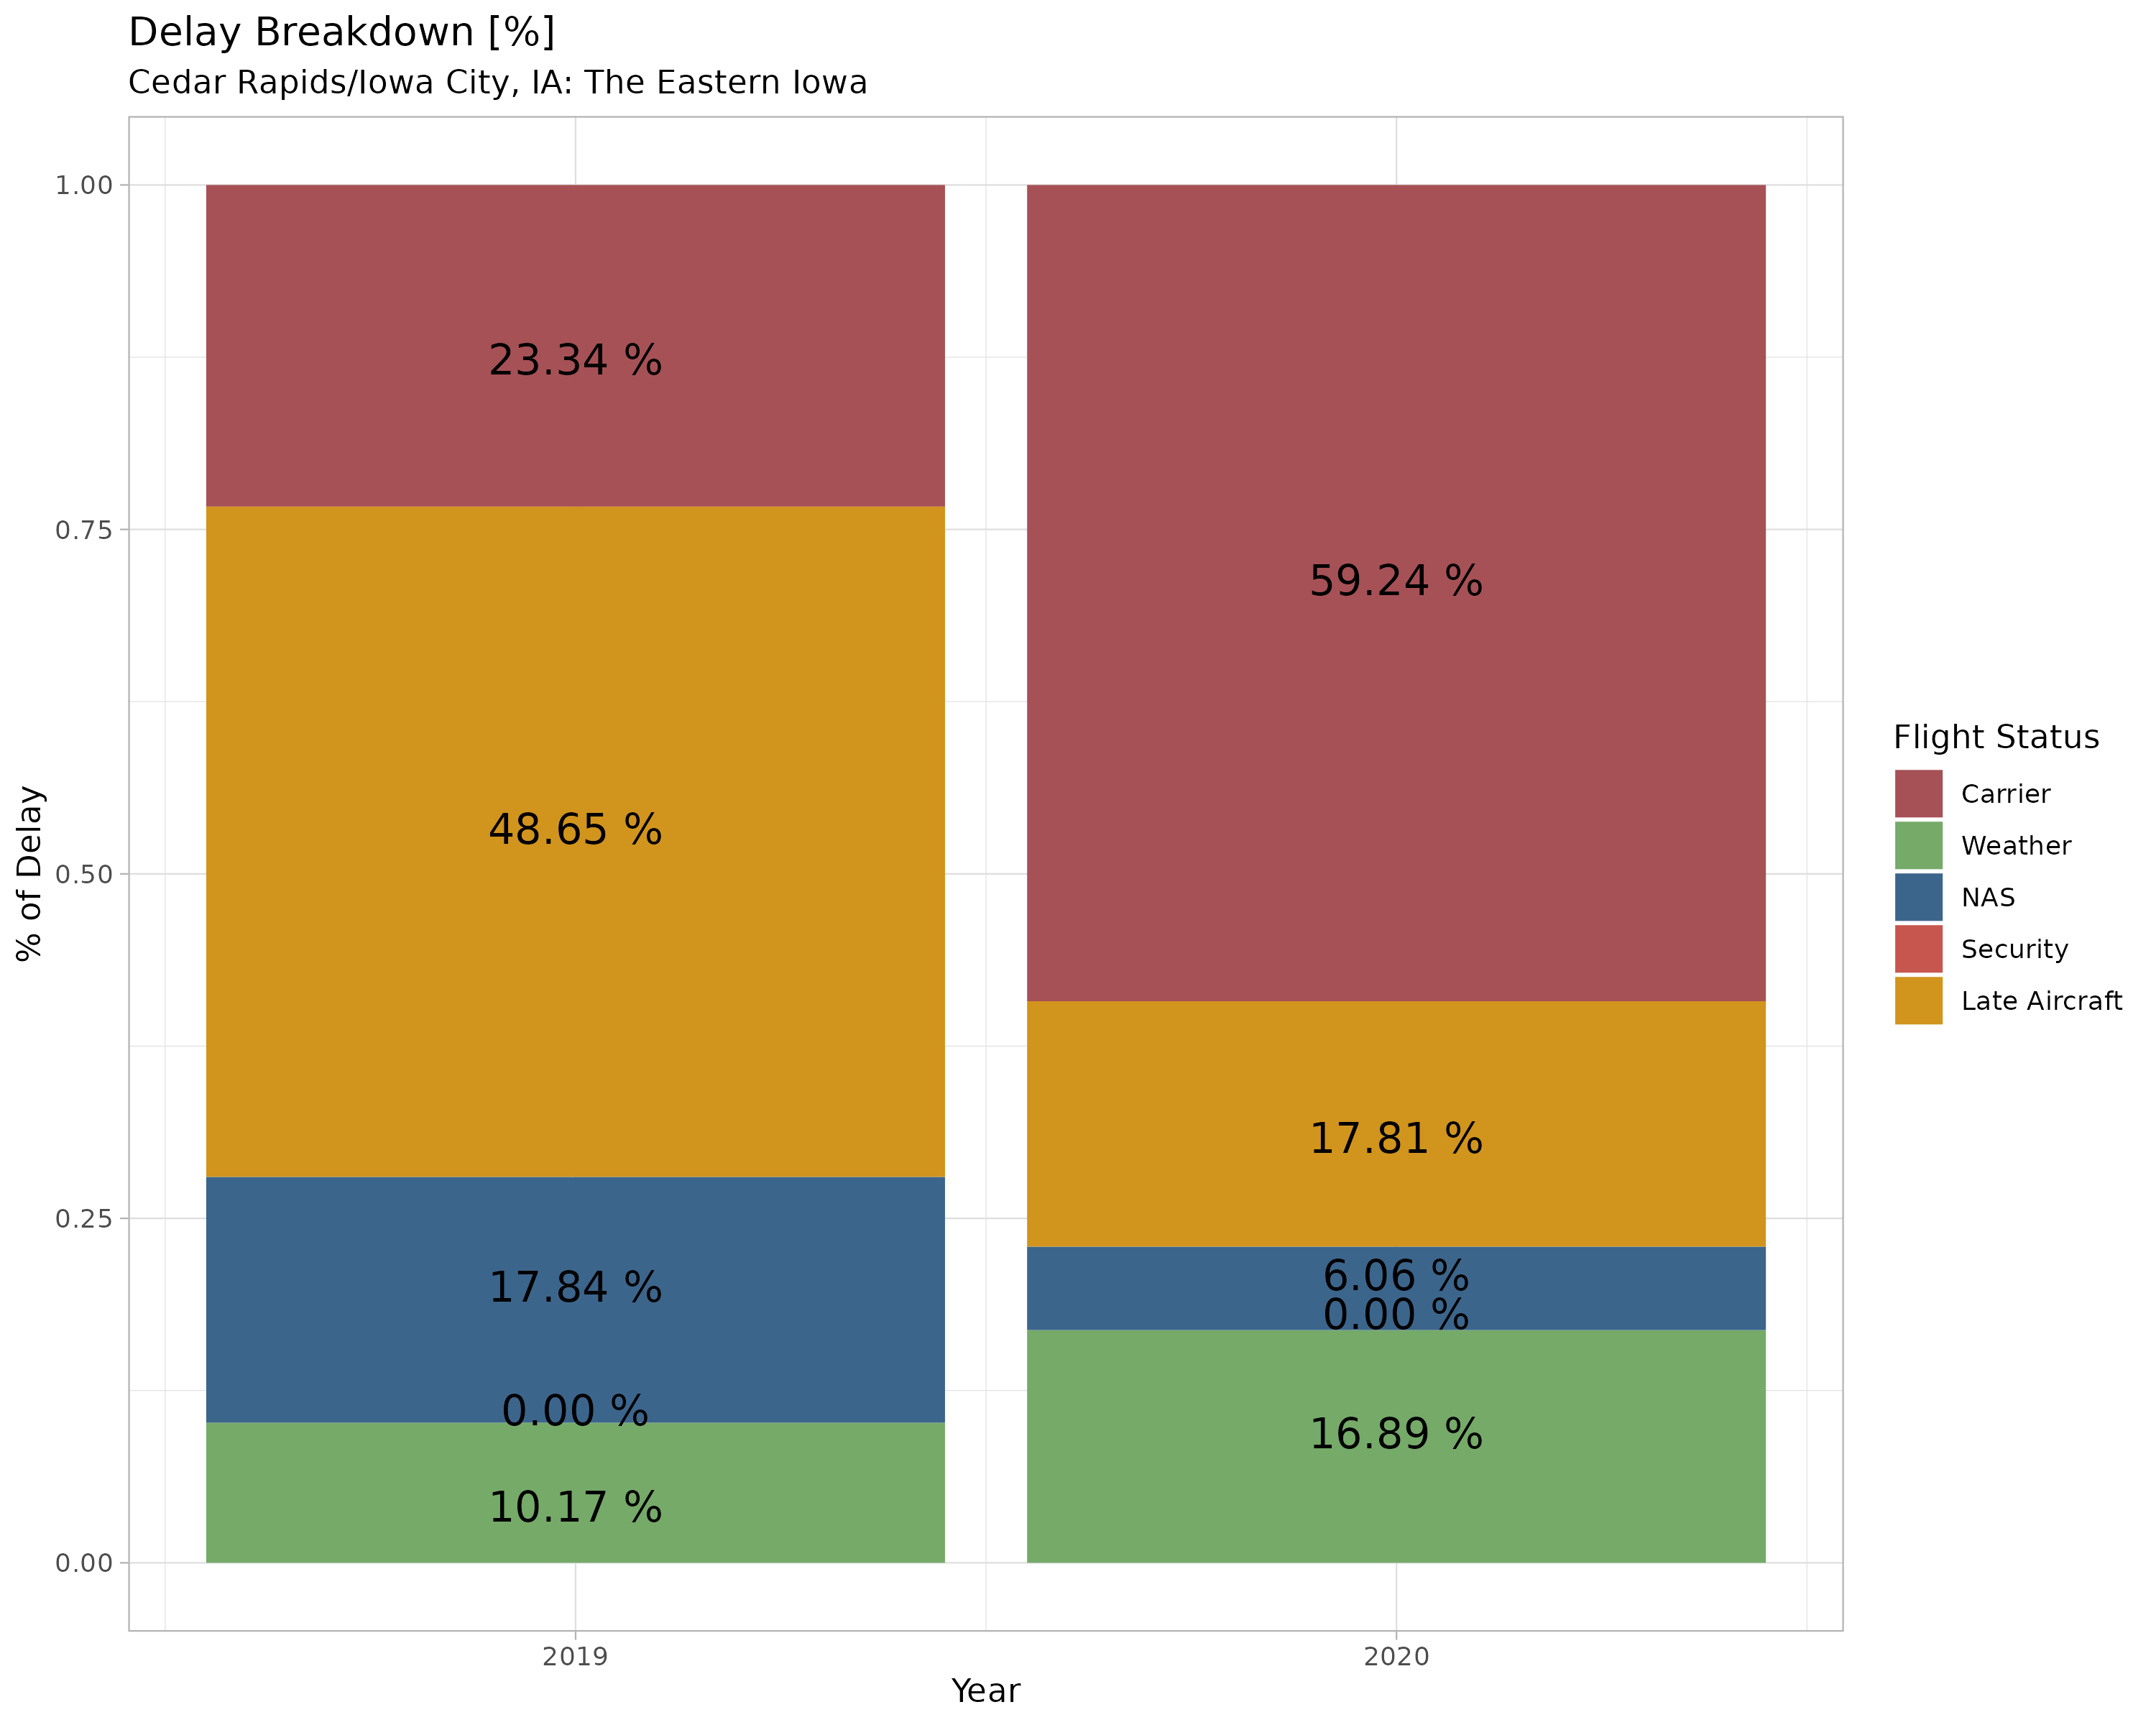 Delay Breakdown [%]
Cedar Rapids/Iowa City, IA: The Eastern Iowa
% of Delay
1.00
0.75
0.50
0.25
0.00
23.34 %
48.65 %
17.84 %
0.00 %
10.17 %
59.24 %
17.81 %
6.06 %
0.00 %
16.89 %
2019
2020
Year
Flight Status
Carrier
Weather
NAS
Security
Late Aircraft